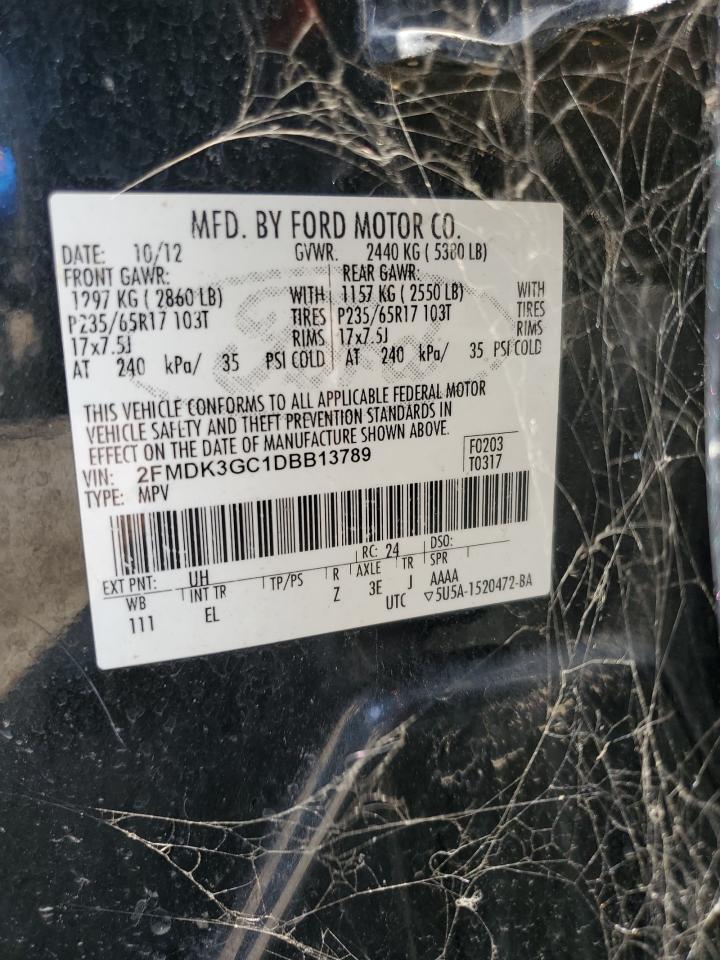 MFD. BY FORD MOTOR CO.
DATE: 10/12 GVWR. 2440 KG ( 5380 LB)
FRONT GAWR: REAR GAWR:
1297 KG ( 2860 LB) WITH 1157 KG ( 2550 LB) WITH
P235/65R17 103T TIRES P235/65R17 103T TIRES
17x7.5J RIMS 17x7.5J RIMS
AT 240 kPa/ 35 PSI COLD AT 240 kPa/ 35 PSI COLD
THIS VEHICLE CONFORMS TO ALL APPLICABLE FEDERAL MOTOR
VEHICLE SAFETY AND THEFT PREVENTION STANDARDS IN
EFFECT ON THE DATE OF MANUFACTURE SHOWN ABOVE.
VIN: 2FMDK3GC1DBB13789 F0203
TYPE: MPV T0317
EXT PNT: UH RC: 24 DSO:
WB INT TR TP/PS R AXLE TR SPR
111 EL Z 3E J AAAA
UTC ▽5U5A-1520472-BA